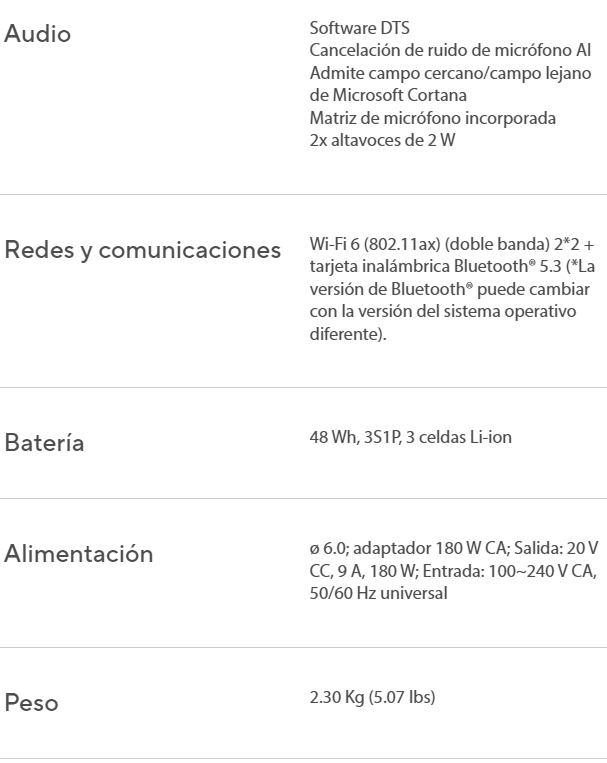 Audio
Software DTS
Cancelación de ruido de micrófono AI
Admite campo cercano/campo lejano
de Microsoft Cortana
Matriz de micrófono incorporada
2x altavoces de 2 W
Redes y comunicaciones
Wi-Fi 6 (802.11ax) (doble banda) 2*2 +
tarjeta inalámbrica Bluetooth® 5.3 (*La
versión de Bluetooth® puede cambiar
con la versión del sistema operativo
diferente).
Batería
48 Wh, 3S1P, 3 celdas Li-ion
Alimentación
ø 6.0; adaptador 180 W CA; Salida: 20 V
CC, 9 A, 180 W; Entrada: 100~240 V CA,
50/60 Hz universal
Peso
2.30 Kg (5.07 lbs)